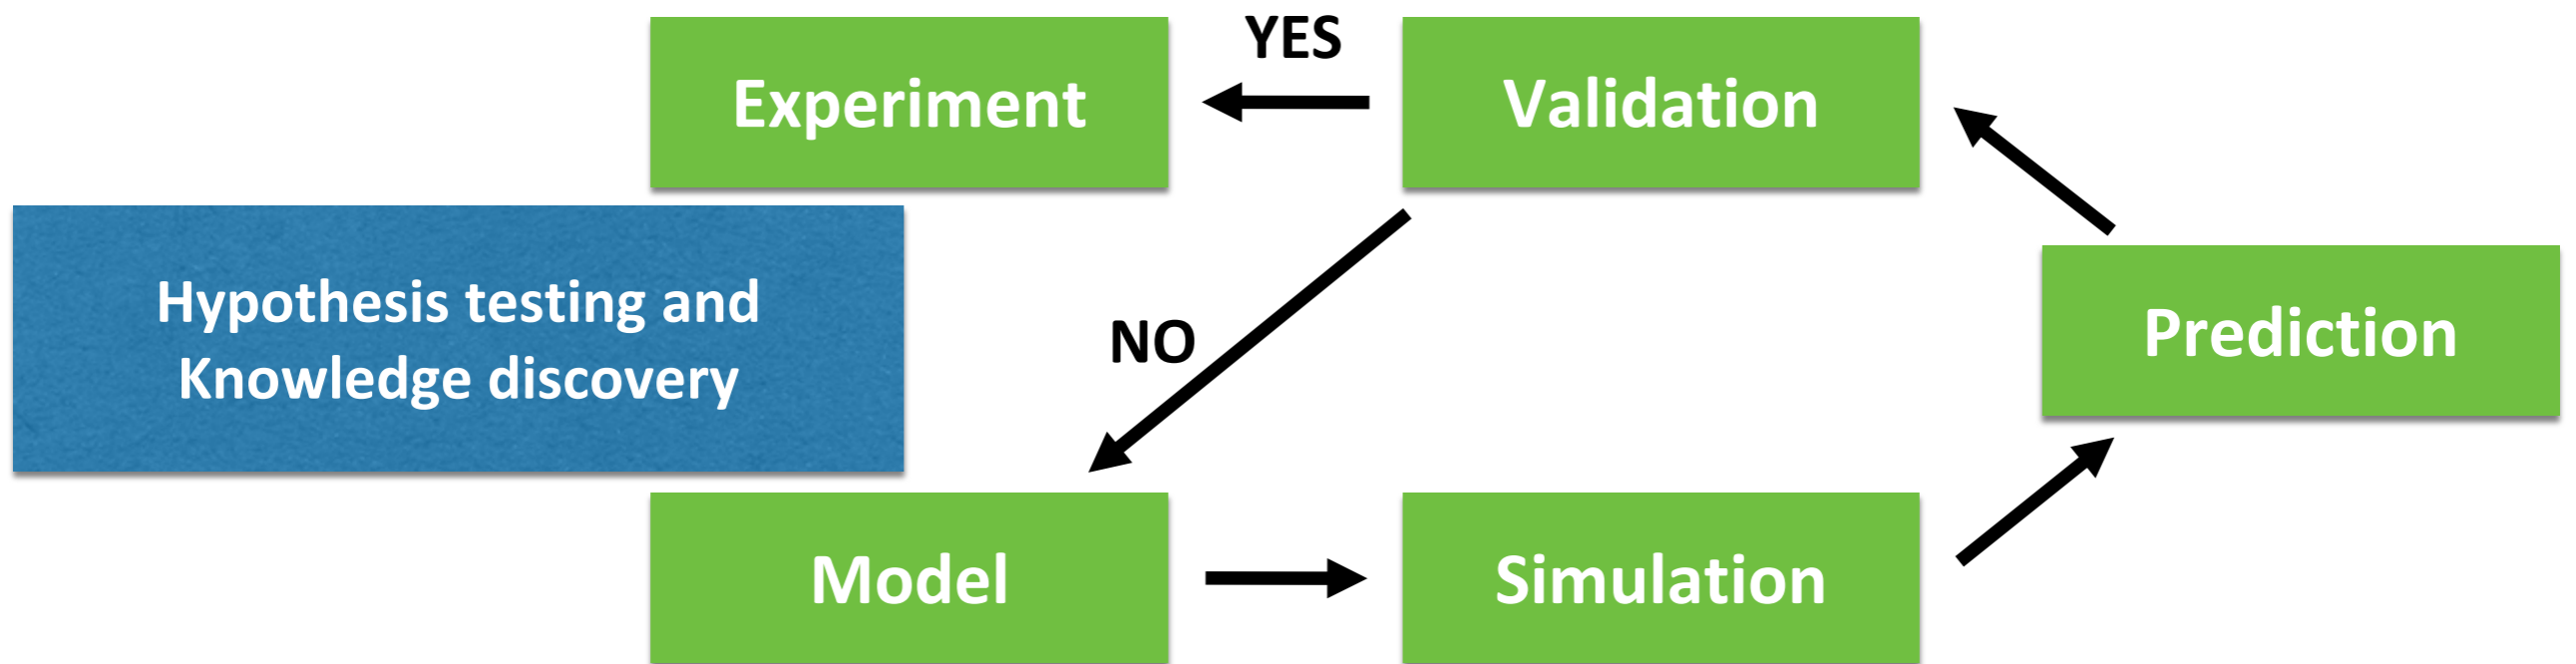 YES
Experiment
Validation
Hypothesis testing and
Knowledge discovery
NO
Prediction
Model
Simulation